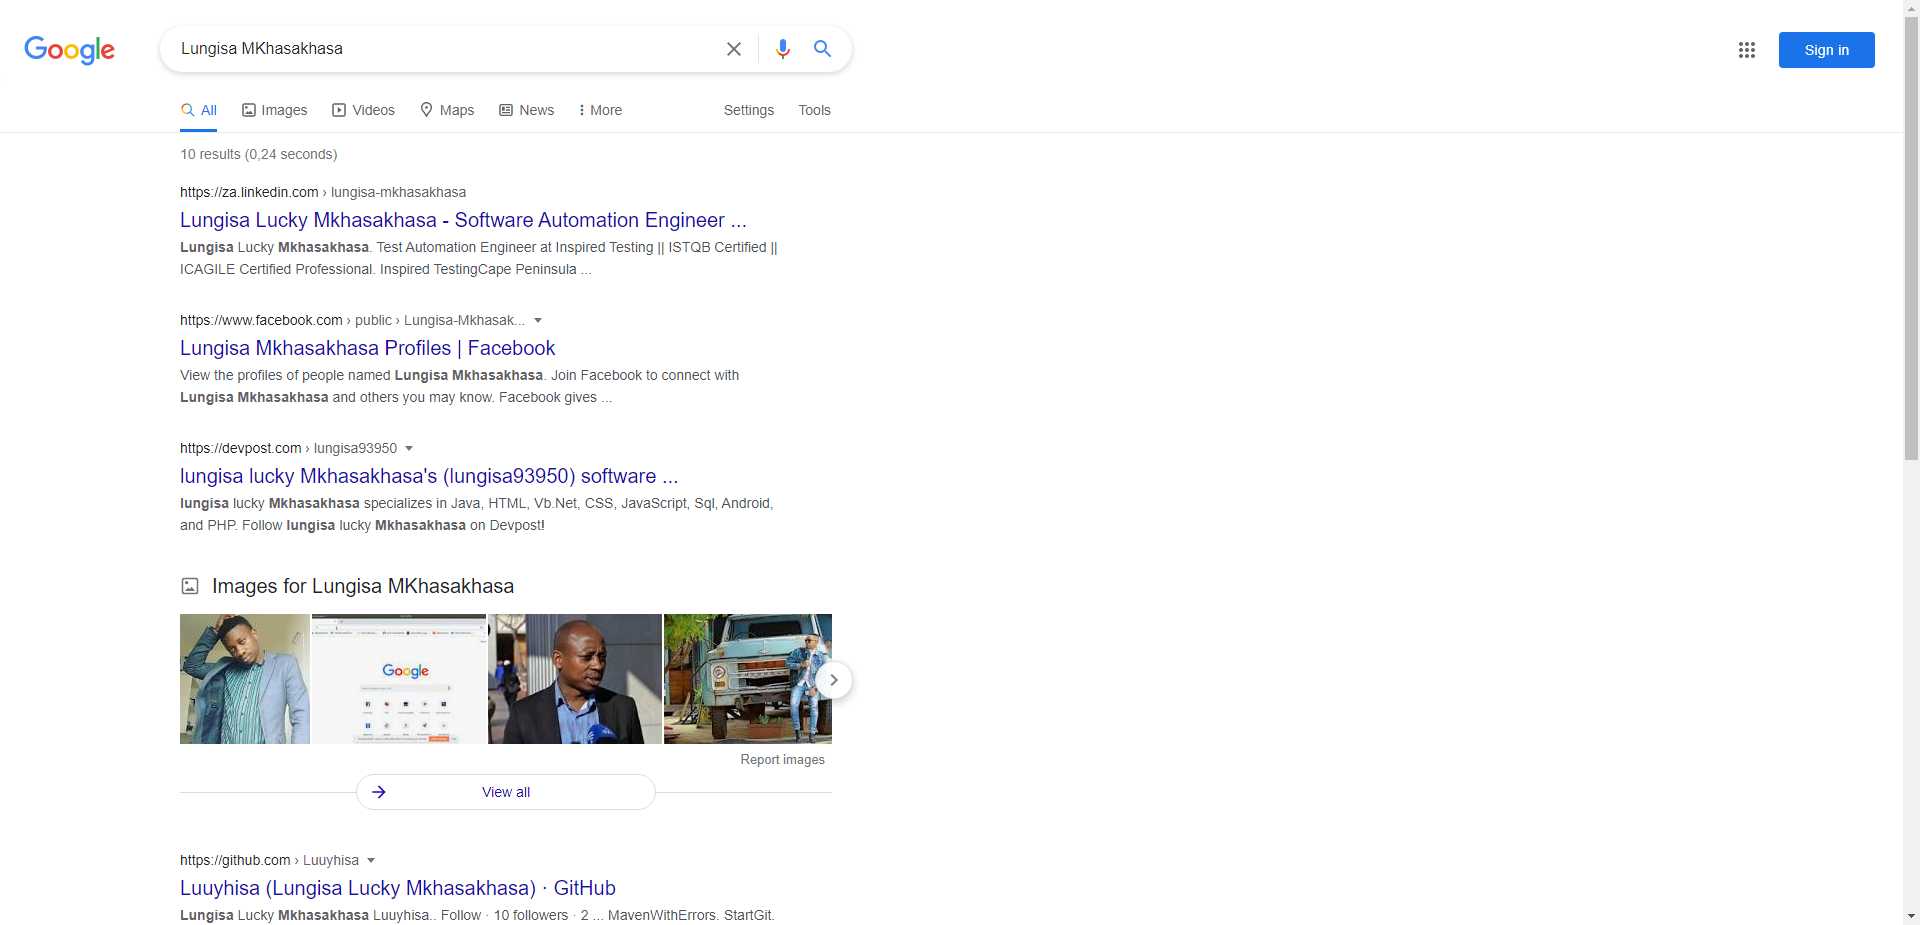 Google
Lungisa MKhasakhasa
Sign in
All
Images
Videos
Maps
News
More
Settings
Tools
10 results (0,24 seconds)
https://za.linkedin.com › lungisa-mkhasakhasa
Lungisa Lucky Mkhasakhasa - Software Automation Engineer ...
Lungisa Lucky Mkhasakhasa. Test Automation Engineer at Inspired Testing || ISTQB Certified ||
ICAGILE Certified Professional. Inspired TestingCape Peninsula ...
https://www.facebook.com › public › Lungisa-Mkhasak...
Lungisa Mkhasakhasa Profiles | Facebook
View the profiles of people named Lungisa Mkhasakhasa. Join Facebook to connect with
Lungisa Mkhasakhasa and others you may know. Facebook gives ...
https://devpost.com › lungisa93950
lungisa lucky Mkhasakhasa's (lungisa93950) software ...
lungisa lucky Mkhasakhasa specializes in Java, HTML, Vb.Net, CSS, JavaScript, Sql, Android,
and PHP. Follow lungisa lucky Mkhasakhasa on Devpost!
Images for Lungisa MKhasakhasa
Google
Report images
View all
https://github.com › Luuyhisa
Luuyhisa (Lungisa Lucky Mkhasakhasa) · GitHub
Lungisa Lucky Mkhasakhasa Luuyhisa.. Follow · 10 followers · 2 ... MavenWithErrors. StartGit.